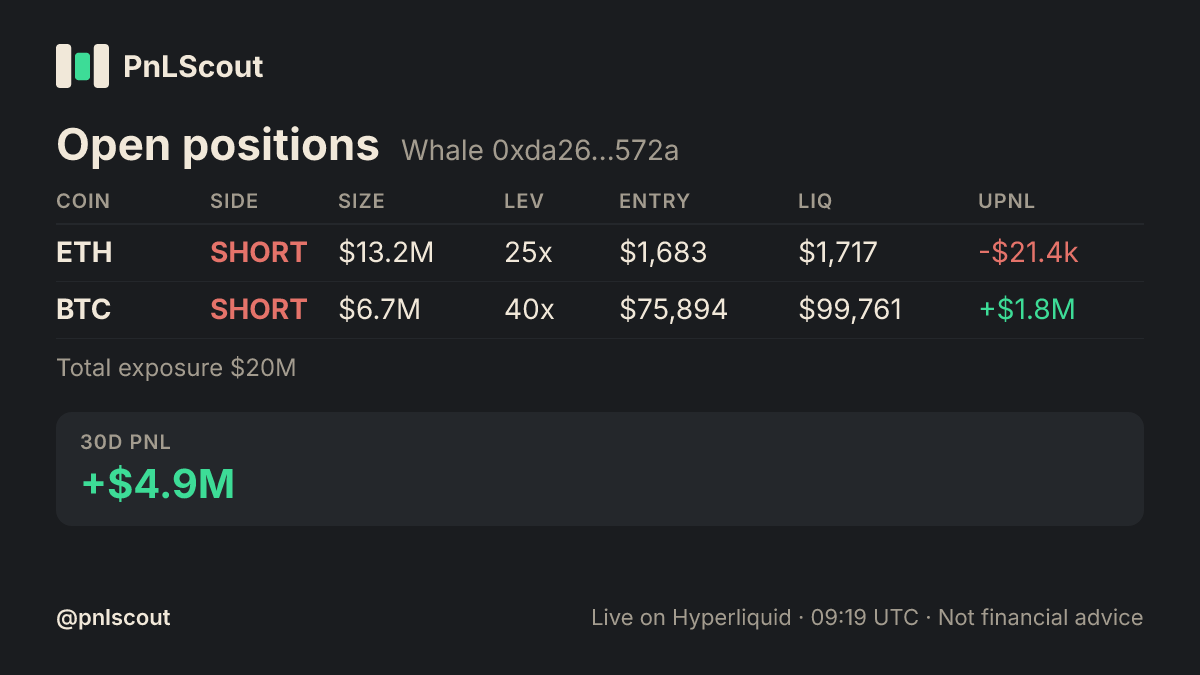 PnLScout
Open positions Whale 0xda26...572a
COIN SIDE SIZE LEV ENTRY LIQ UPNL
ETH SHORT $13.2M 25x $1,683 $1,717 -$21.4k
BTC SHORT $6.7M 40x $75,894 $99,761 +$1.8M
Total exposure $20M
30D PNL
+$4.9M
@pnlscout Live on Hyperliquid · 09:19 UTC · Not financial advice